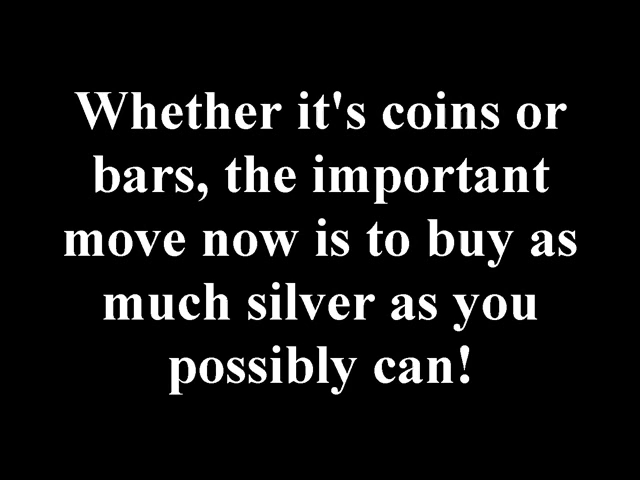 Whether it's coins or
bars, the important
move now is to buy as
much silver as you
possibly can!